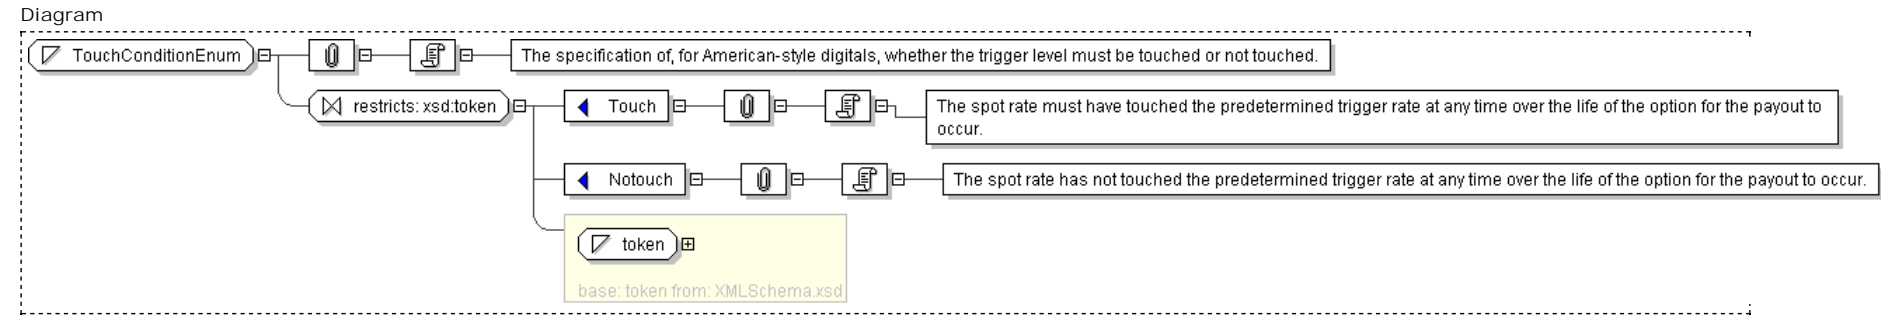 Diagram
TouchConditionEnum
The specification of, for American-style digitals, whether the trigger level must be touched or not touched.
restricts: xsd:token
Touch
The spot rate must have touched the predetermined trigger rate at any time over the life of the option for the payout to
occur.
Notouch
The spot rate has not touched the predetermined trigger rate at any time over the life of the option for the payout to occur.
token
base: token from: XMLSchema.xsd